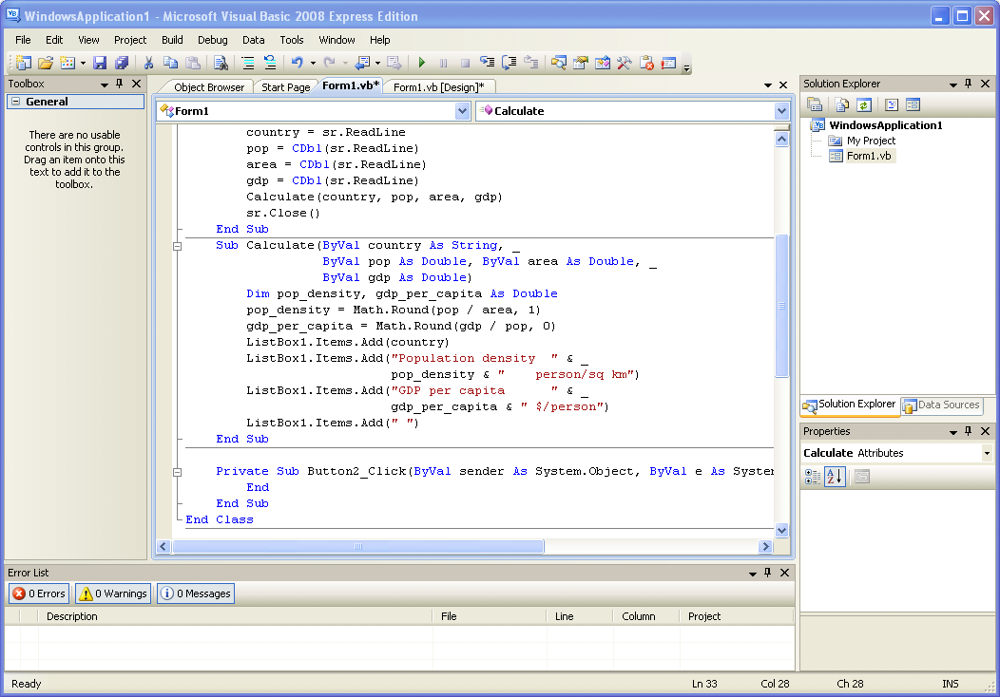 WindowsApplication1 - Microsoft Visual Basic 2008 Express Edition
File Edit View Project Build Debug Data Tools Window Help
Toolbox
General
There are no usable
controls in this group.
Drag an item onto this
text to add it to the
toolbox.
Object Browser Start Page Form1.vb* Form1.vb [Design]*
Form1 Calculate
country = sr.ReadLine
pop = CDbl(sr.ReadLine)
area = CDbl(sr.ReadLine)
gdp = CDbl(sr.ReadLine)
Calculate(country, pop, area, gdp)
sr.Close()
End Sub
Sub Calculate(ByVal country As String, _
ByVal pop As Double, ByVal area As Double, _
ByVal gdp As Double)
Dim pop_density, gdp_per_capita As Double
pop_density = Math.Round(pop / area, 1)
gdp_per_capita = Math.Round(gdp / pop, 0)
ListBox1.Items.Add(country)
ListBox1.Items.Add("Population density  " & _
pop_density & "    person/sq km")
ListBox1.Items.Add("GDP per capita      " & _
gdp_per_capita & " $/person")
ListBox1.Items.Add(" ")
End Sub
Private Sub Button2_Click(ByVal sender As System.Object, ByVal e As System
End
End Sub
End Class
Solution Explorer
WindowsApplication1
My Project
Form1.vb
Solution Explorer Data Sources
Properties
Calculate Attributes
Error List
0 Errors 0 Warnings 0 Messages
Description File Line Column Project
Ready Ln 33 Col 28 Ch 28 INS